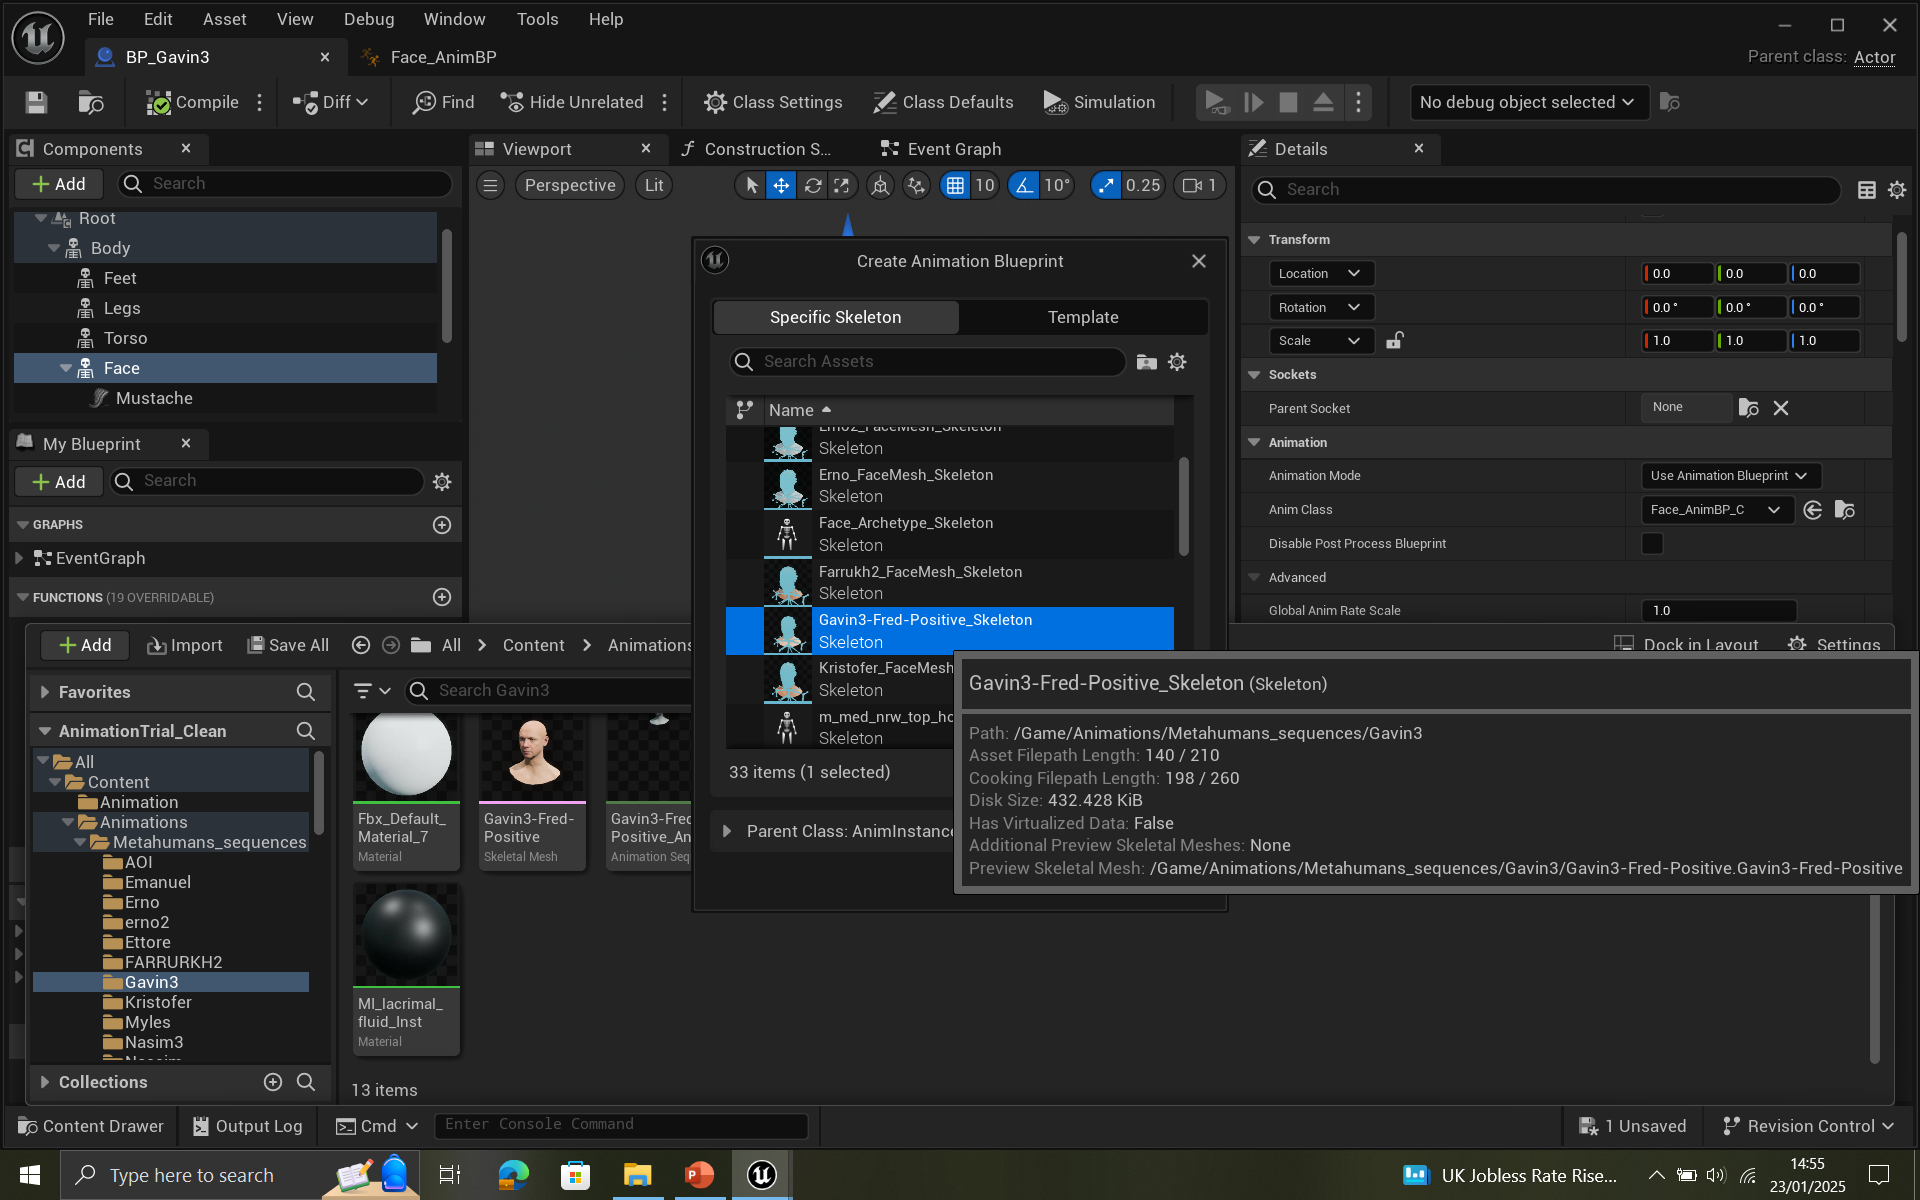 File Edit Asset View Debug Window Tools Help
BP_Gavin3
Face_AnimBP
Parent class: Actor
Compile
Diff
Find
Hide Unrelated
Class Settings
Class Defaults
Simulation
No debug object selected
Components
Add
Search
Root
Body
Feet
Legs
Torso
Face
Mustache
My Blueprint
Add
Search
GRAPHS
EventGraph
FUNCTIONS (19 OVERRIDABLE)
Viewport
Construction S...
Event Graph
Perspective
Lit
10
10°
0.25
1
Create Animation Blueprint
Specific Skeleton
Template
Search Assets
Name
Erno2_FaceMesh_Skeleton
Skeleton
Erno_FaceMesh_Skeleton
Skeleton
Face_Archetype_Skeleton
Skeleton
Farrukh2_FaceMesh_Skeleton
Skeleton
Gavin3-Fred-Positive_Skeleton
Skeleton
Kristofer_FaceMesh
Skeleton
m_med_nrw_top_ho
Skeleton
33 items (1 selected)
Parent Class: AnimInstance
Gavin3-Fred-Positive_Skeleton (Skeleton)
Path: /Game/Animations/Metahumans_sequences/Gavin3
Asset Filepath Length: 140 / 210
Cooking Filepath Length: 198 / 260
Disk Size: 432.428 KiB
Has Virtualized Data: False
Additional Preview Skeletal Meshes: None
Preview Skeletal Mesh: /Game/Animations/Metahumans_sequences/Gavin3/Gavin3-Fred-Positive.Gavin3-Fred-Positive
Details
Search
Transform
Location 0.0 0.0 0.0
Rotation 0.0° 0.0° 0.0°
Scale 1.0 1.0 1.0
Sockets
Parent Socket None
Animation
Animation Mode Use Animation Blueprint
Anim Class Face_AnimBP_C
Disable Post Process Blueprint
Advanced
Global Anim Rate Scale 1.0
Add
Import
Save All
All
Content
Animations
Dock in Layout
Settings
Favorites
AnimationTrial_Clean
All
Content
Animation
Animations
Metahumans_sequences
AOI
Emanuel
Erno
erno2
Ettore
FARRURKH2
Gavin3
Kristofer
Myles
Nasim3
Collections
Search Gavin3
Fbx_Default_
Material_7
Material
Gavin3-Fred-
Positive
Skeletal Mesh
Gavin3-Fred
Positive_An
Animation Seq
MI_lacrimal_
fluid_Inst
Material
13 items
Content Drawer
Output Log
Cmd
Enter Console Command
1 Unsaved
Revision Control
Type here to search
UK Jobless Rate Rise...
14:55
23/01/2025